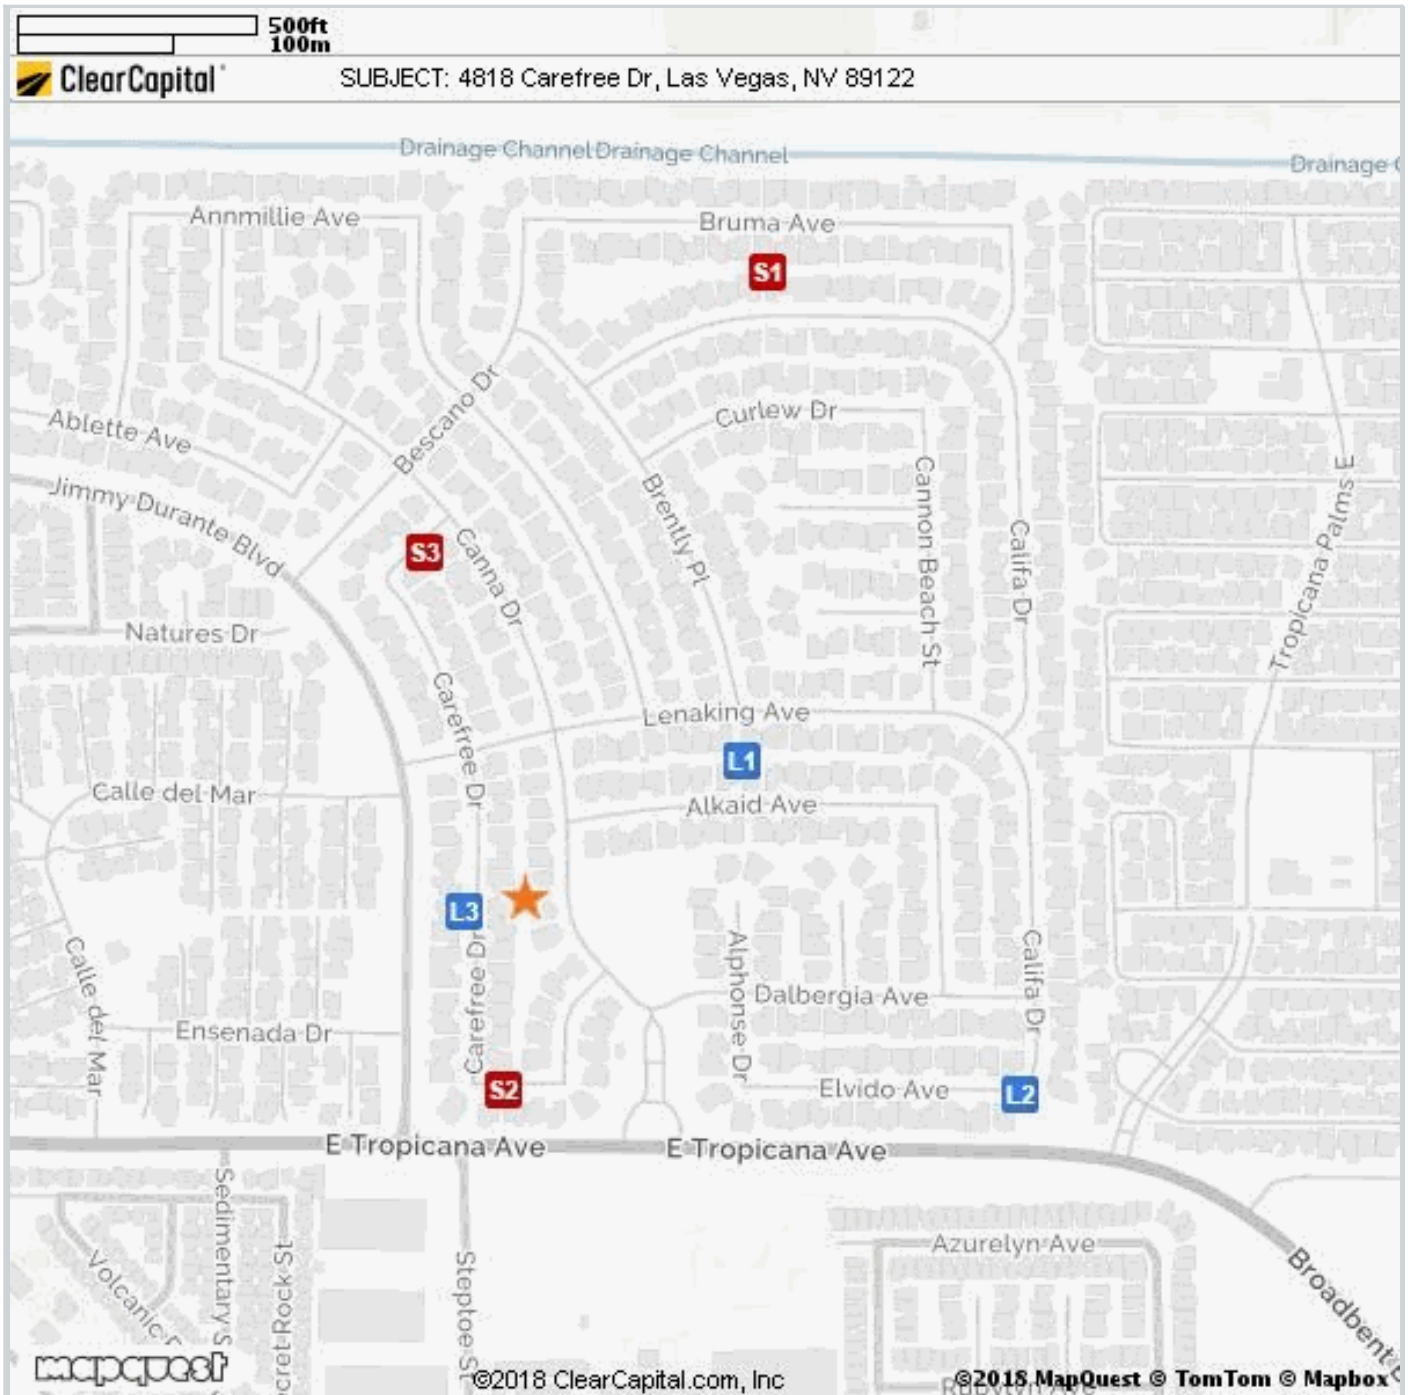 500ft
100m
ClearCapital
SUBJECT: 4818 Carefree Dr, Las Vegas, NV 89122
Drainage Channel Drainage Channel
Drainage
Annmillie Ave
Bruma Ave
S1
Bescano Dr
Curlew Dr
Ablette Ave
Jimmy Durante Blvd
Brently Pl
Cannon Beach St
Califa Dr
Tropicana Palms E
S3
Canna Dr
Natures Dr
Carefree Dr
Lenaking Ave
L1
Calle del Mar
Alkaid Ave
L3
Carefree Dr
Calle del Mar
Alphonse Dr
Califa Dr
Dalbergia Ave
Ensenada Dr
S2
Elvido Ave
L2
E Tropicana Ave
E Tropicana Ave
Sedimentary S
Secret Rock St
Volcanic
Steptoe S
Azurelyn Ave
Broadbent
mapquest
©2018 ClearCapital.com, Inc
©2018 MapQuest © TomTom © Mapbox